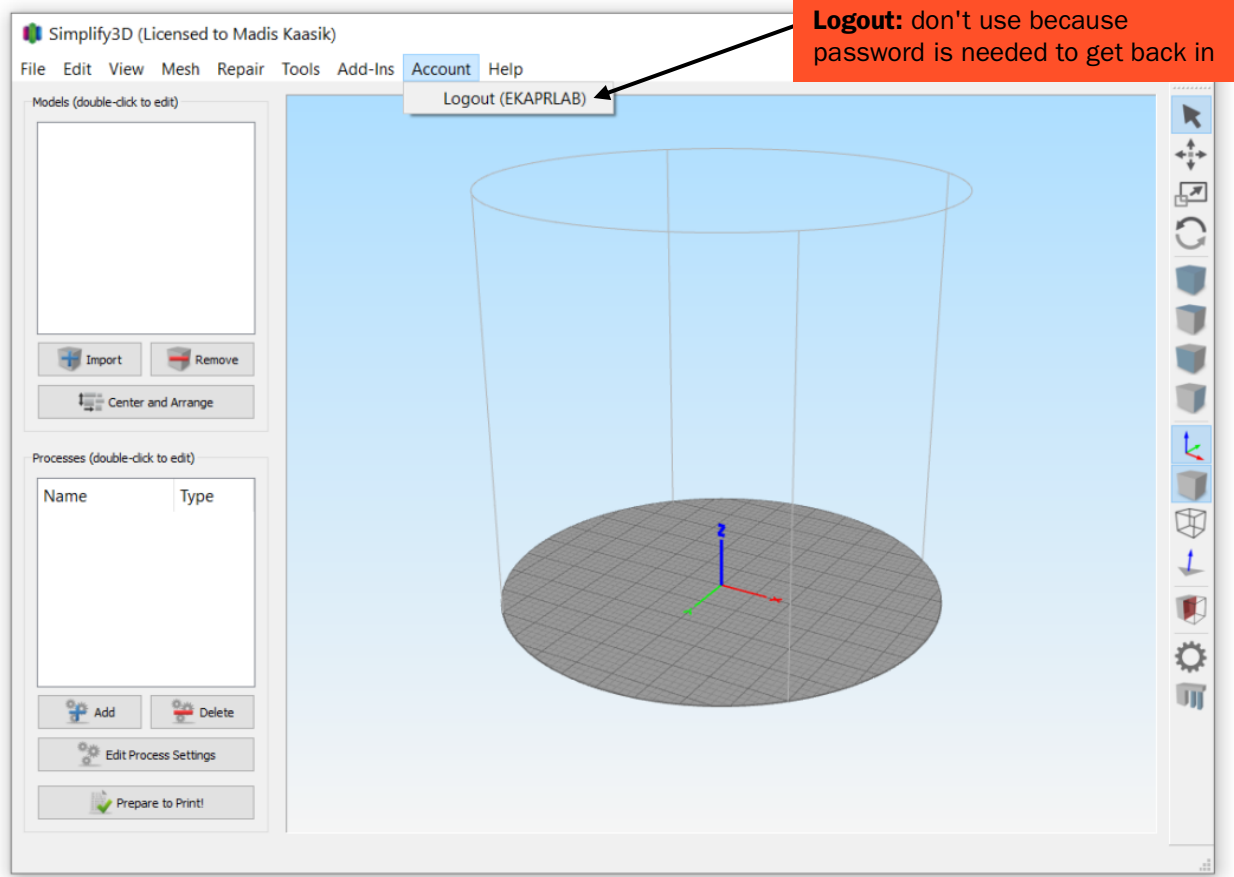 Simplify3D (Licensed to Madis Kaasik)
Logout: don't use because
password is needed to get back in
File Edit View Mesh Repair Tools Add-Ins Account Help
Logout (EKAPRLAB)
Models (double-click to edit)
Import Remove
Center and Arrange
Processes (double-click to edit)
Name Type
Add Delete
Edit Process Settings
Prepare to Print!
Z
X
Y